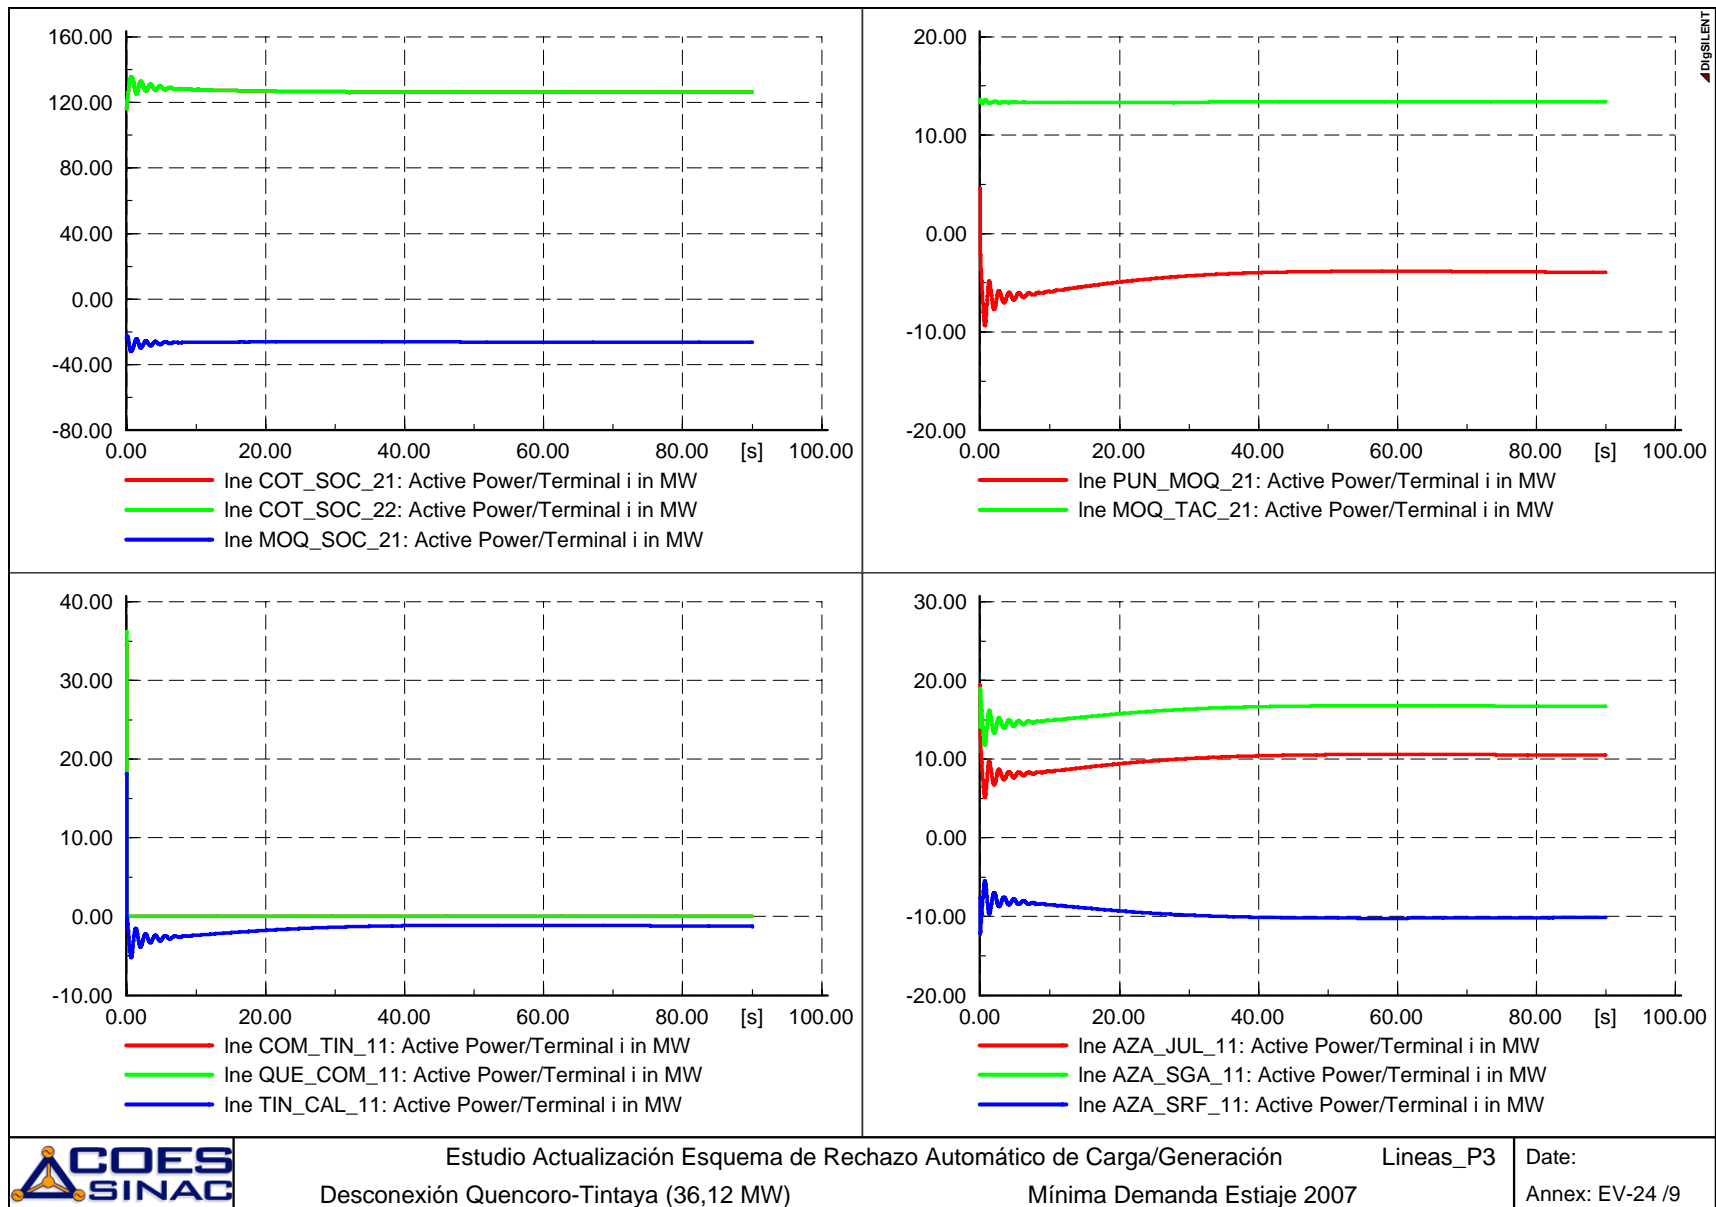 160.00
120.00
80.00
40.00
0.00
-40.00
-80.00
0.00 20.00 40.00 60.00 80.00 [s] 100.00
lne COT_SOC_21: Active Power/Terminal i in MW
lne COT_SOC_22: Active Power/Terminal i in MW
lne MOQ_SOC_21: Active Power/Terminal i in MW
20.00
10.00
0.00
-10.00
-20.00
0.00 20.00 40.00 60.00 80.00 [s] 100.00
lne PUN_MOQ_21: Active Power/Terminal i in MW
lne MOQ_TAC_21: Active Power/Terminal i in MW
DIgSILENT
40.00
30.00
20.00
10.00
0.00
-10.00
0.00 20.00 40.00 60.00 80.00 [s] 100.00
lne COM_TIN_11: Active Power/Terminal i in MW
lne QUE_COM_11: Active Power/Terminal i in MW
lne TIN_CAL_11: Active Power/Terminal i in MW
30.00
20.00
10.00
0.00
-10.00
-20.00
0.00 20.00 40.00 60.00 80.00 [s] 100.00
lne AZA_JUL_11: Active Power/Terminal i in MW
lne AZA_SGA_11: Active Power/Terminal i in MW
lne AZA_SRF_11: Active Power/Terminal i in MW
COES
SINAC
Estudio Actualización Esquema de Rechazo Automático de Carga/Generación Lineas_P3
Desconexión Quencoro-Tintaya (36,12 MW) Mínima Demanda Estiaje 2007
Date:
Annex: EV-24 /9